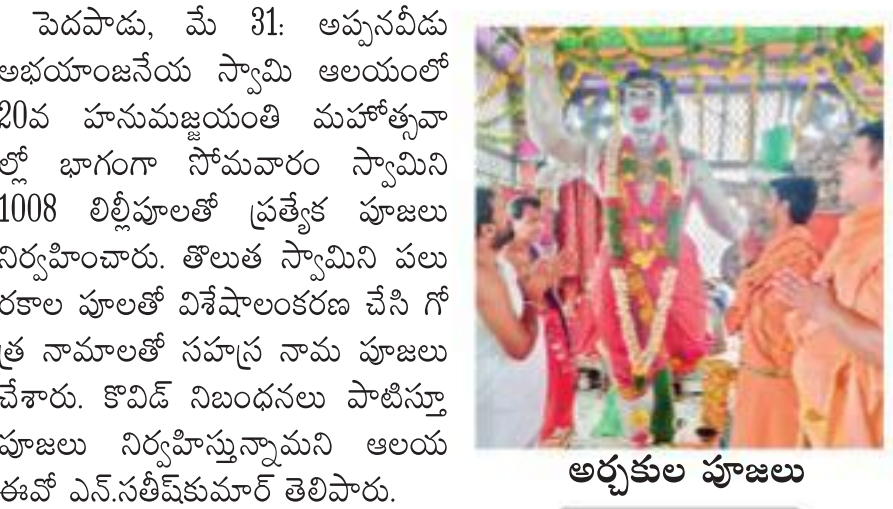 పెదపాడు, మే 31: అప్పనవీడు
అభయాంజనేయ స్వామి ఆలయంలో
20వ హనుమజ్జయంతి మహోత్సవా
ల్లో భాగంగా సోమవారం స్వామిని
1008 లిల్లీపూలతో ప్రత్యేక పూజలు
నిర్వహించారు. తొలుత స్వామిని పలు
రకాల పూలతో విశేషాలంకరణ చేసి గో
త్ర నామాలతో సహస్ర నామ పూజలు
చేశారు. కొవిడ్ నిబంధనలు పాటిస్తూ
పూజలు నిర్వహిస్తున్నామని ఆలయ
ఈవో ఎన్.సతీష్‌కుమార్ తెలిపారు.
అర్చకుల పూజలు